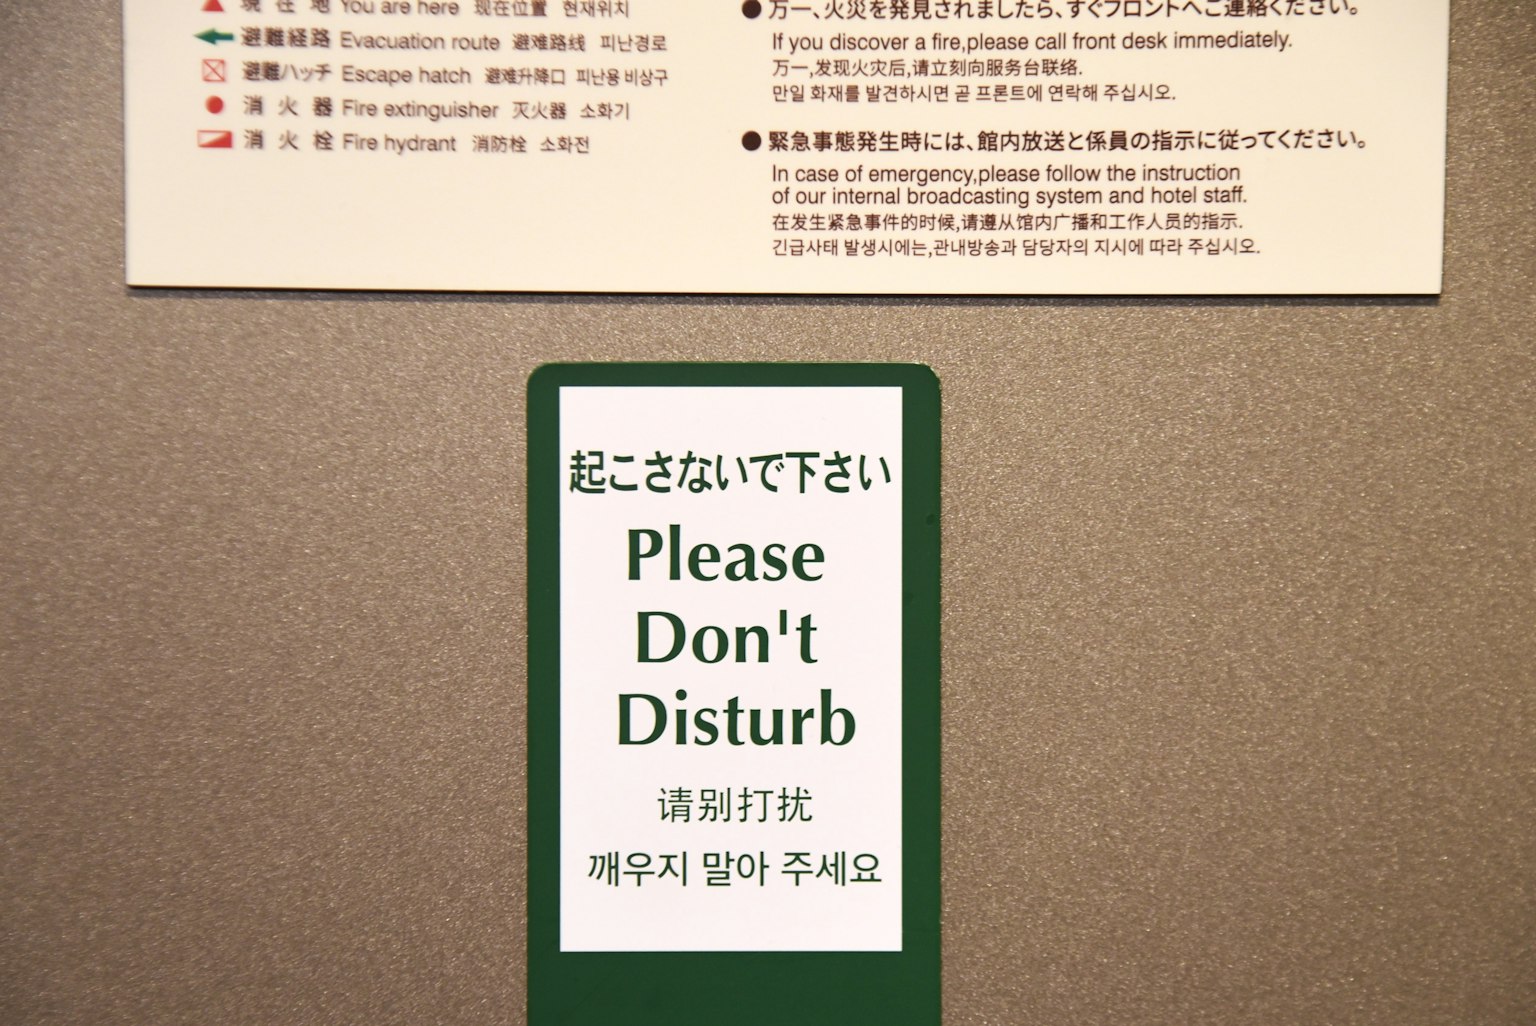 現在地 You are here 现在位置 현재위치
避難経路 Evacuation route 避难路线 피난경로
避難ハッチ Escape hatch 避难升降口 피난용 비상구
消火器 Fire extinguisher 灭火器 소화기
消火栓 Fire hydrant 消防栓 소화전
●万一、火災を発見されましたら、すぐフロントへご連絡ください。
If you discover a fire,please call front desk immediately.
万一,发现火灾后,请立刻向服务台联络.
만일 화재를 발견하시면 곧 프론트에 연락해 주십시오.
●緊急事態発生時には、館内放送と係員の指示に従ってください。
In case of emergency,please follow the instruction
of our internal broadcasting system and hotel staff.
在发生紧急事件的时候,请遵从馆内广播和工作人员的指示.
긴급사태 발생시에는,관내방송과 담당자의 지시에 따라 주십시오.
起こさないで下さい
Please
Don't
Disturb
请别打扰
깨우지 말아 주세요